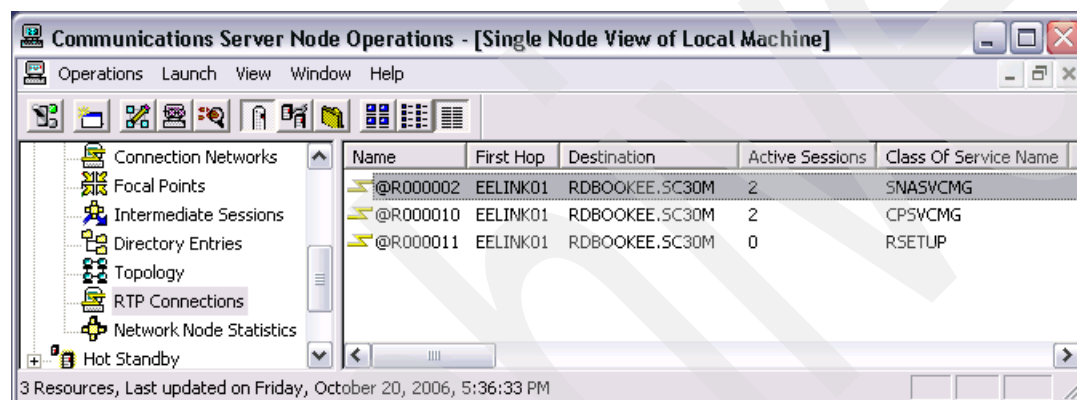 Communications Server Node Operations - [Single Node View of Local Machine]
Operations Launch View Window Help
Connection Networks
Focal Points
Intermediate Sessions
Directory Entries
Topology
RTP Connections
Network Node Statistics
Hot Standby
Name First Hop Destination Active Sessions Class Of Service Name
@R000002 EELINK01 RDBOOKEE.SC30M 2 SNASVCMG
@R000010 EELINK01 RDBOOKEE.SC30M 2 CPSVCMG
@R000011 EELINK01 RDBOOKEE.SC30M 0 RSETUP
3 Resources, Last updated on Friday, October 20, 2006, 5:36:33 PM